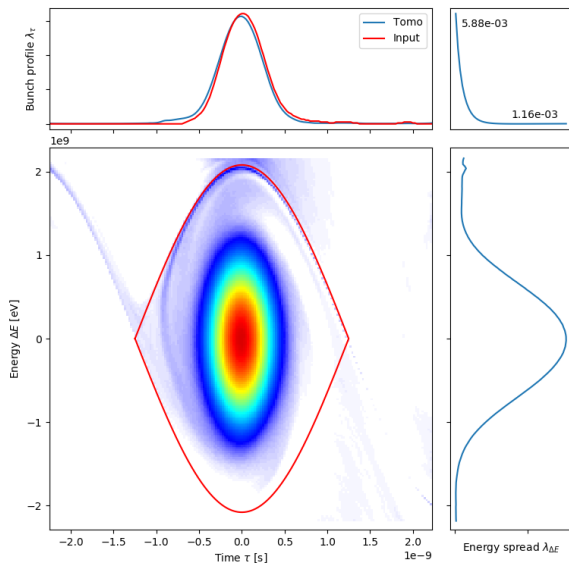 Bunch profile λτ
Tomo
Input
5.88e-03
1.16e-03
1e9
Energy ΔE [eV]
2
1
0
−1
−2
−2.0 −1.5 −1.0 −0.5 0.0 0.5 1.0 1.5 2.0
1e−9
Time τ [s]
Energy spread λΔE